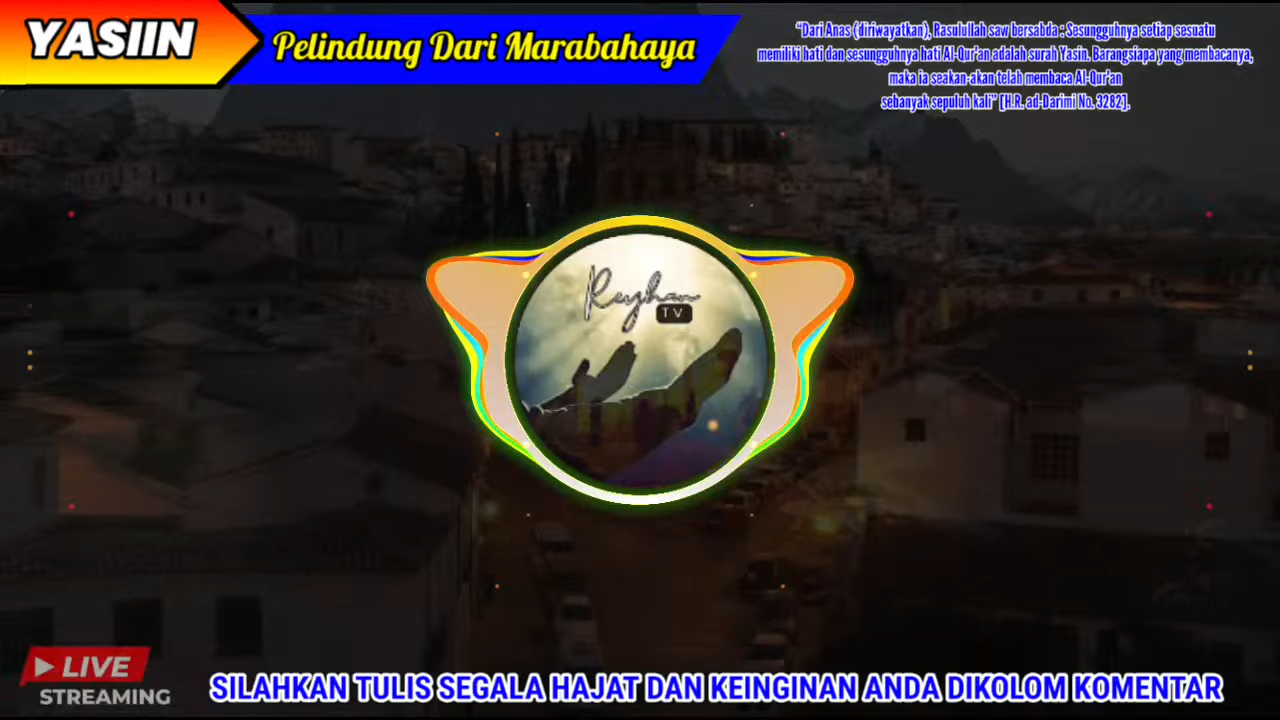 YASIIN
Pelindung Dari Marabahaya
"Dari Anas (diriwayatkan), Rasulullah saw bersabda : Sesungguhnya setiap sesuatu
memiliki hati dan sesungguhnya hati Al-Qur'an adalah surah Yasin. Barangsiapa yang membacanya,
maka ia seakan-akan telah membaca Al-Qur'an
sebanyak sepuluh kali" [H.R. ad-Darimi No. 3282].
Reyhan
TV
LIVE
STREAMING
SILAHKAN TULIS SEGALA HAJAT DAN KEINGINAN ANDA DIKOLOM KOMENTAR